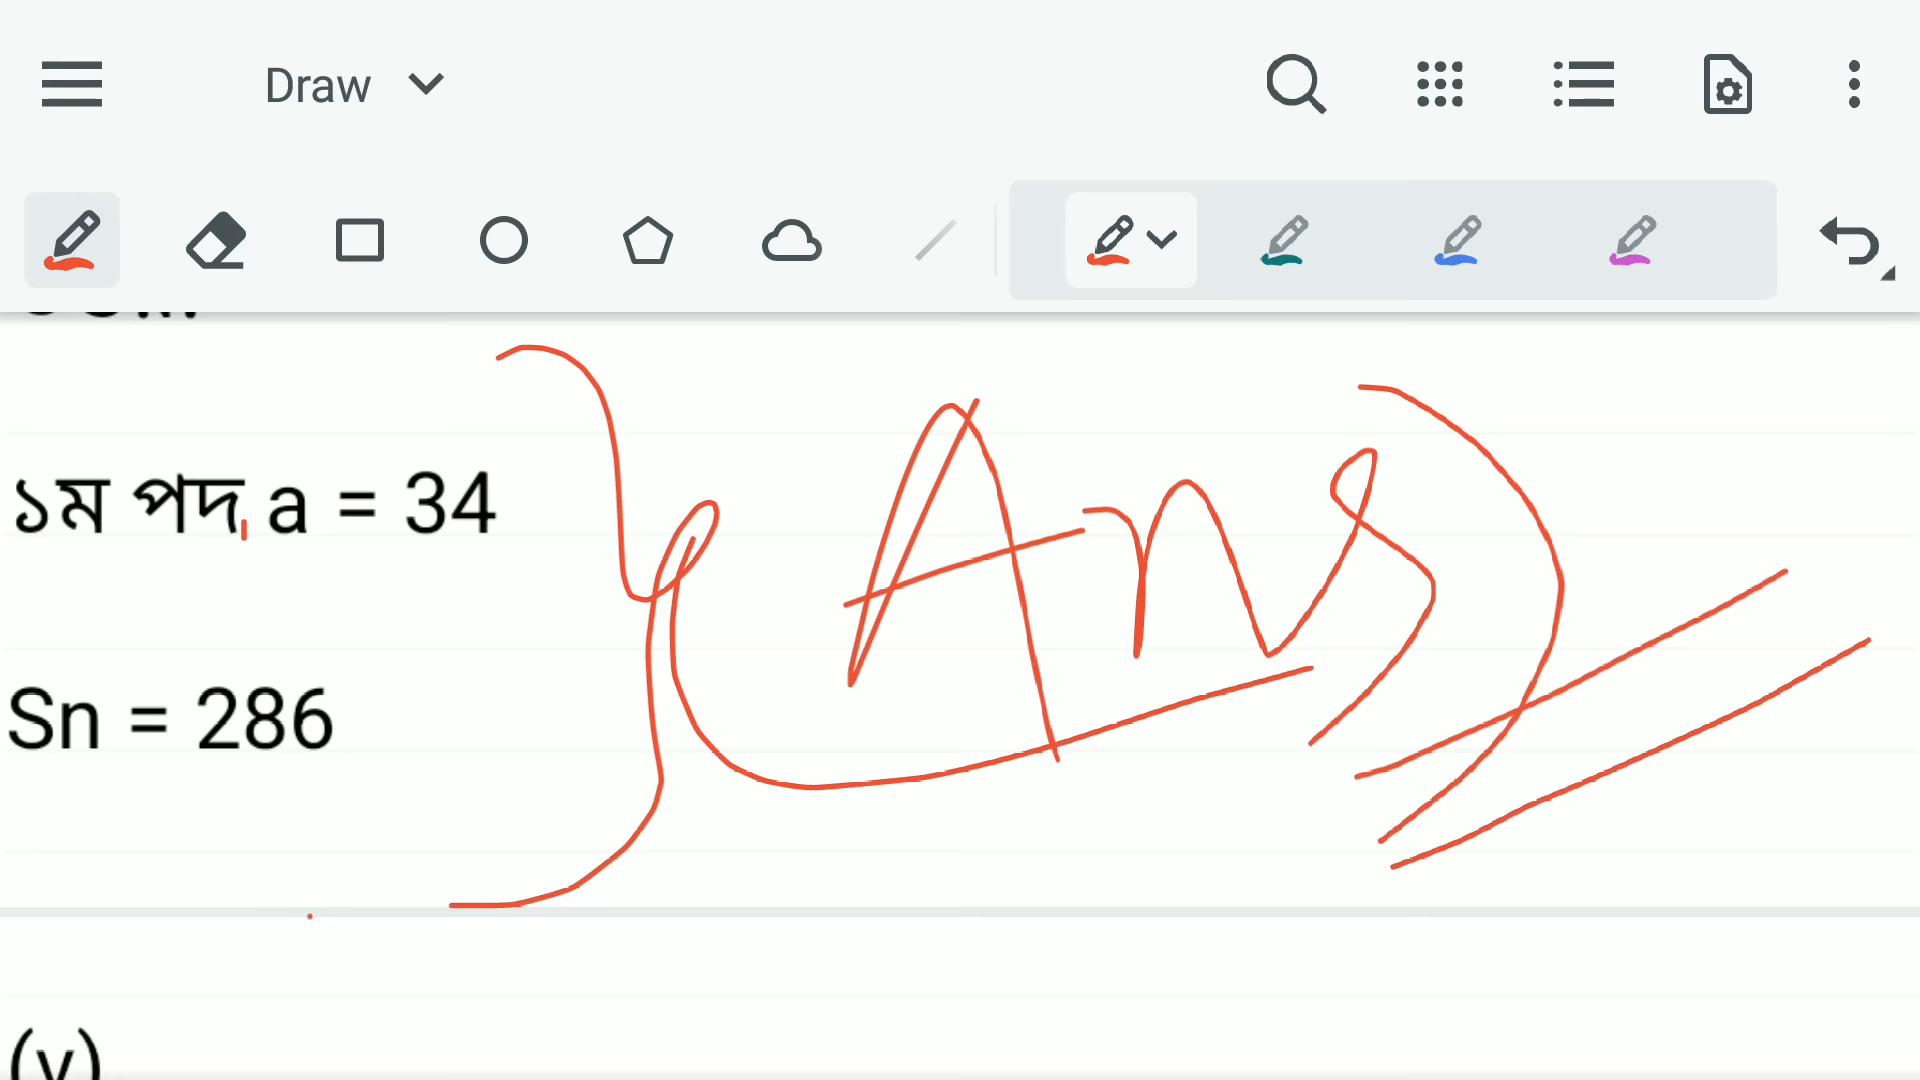 Draw
১ম পদ, a = 34
Ans
Sn = 286
(v)